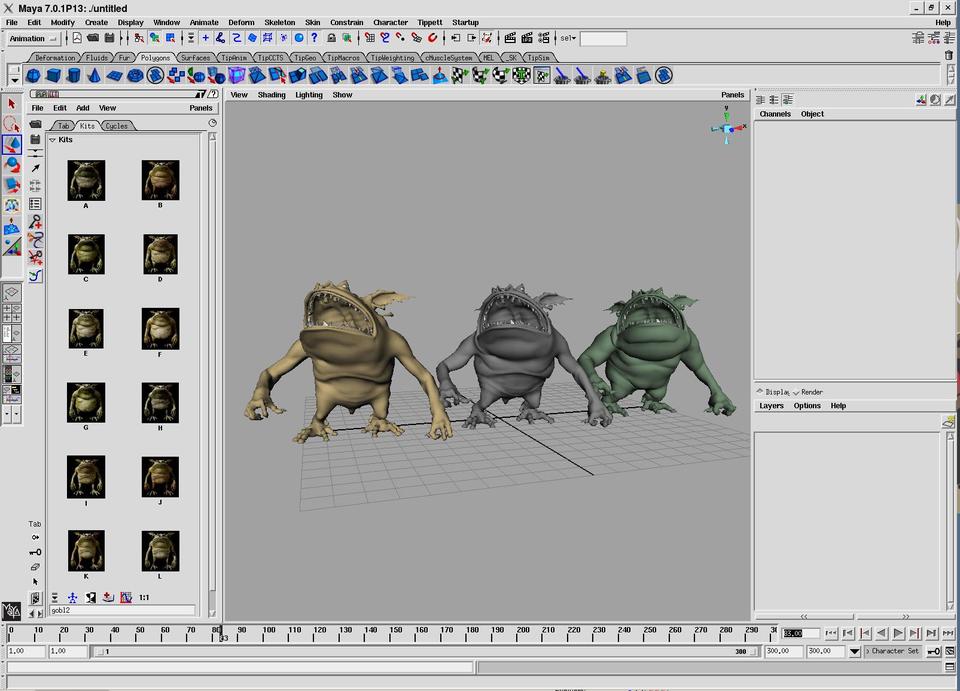 Maya 7.0.1P13: ./untitled
File Edit Modify Create Display Window Animate Deform Skeleton Skin Constrain Character Tippett Startup Help
Animation sel
Deformation Fluids Fur Polygons Surfaces TipAnim TipCCTS TipGeo TipMacros TipWeighting cMuscleSystem MEL _SK TipSim
File Edit Add View Panels
Tab Kits Cycles
Kits
A B
C D
E F
G H
I J
K L
Tab
1:1
gobl2
View Shading Lighting Show Panels
y
x
Channels Object
Display Render
Layers Options Help
0 10 20 30 40 50 60 70 80 90 100 110 120 130 140 150 160 170 180 190 200 210 220 230 240 250 260 270 280 290
83.00
1.00 1.00 1 300 300.00 300.00 Character Set